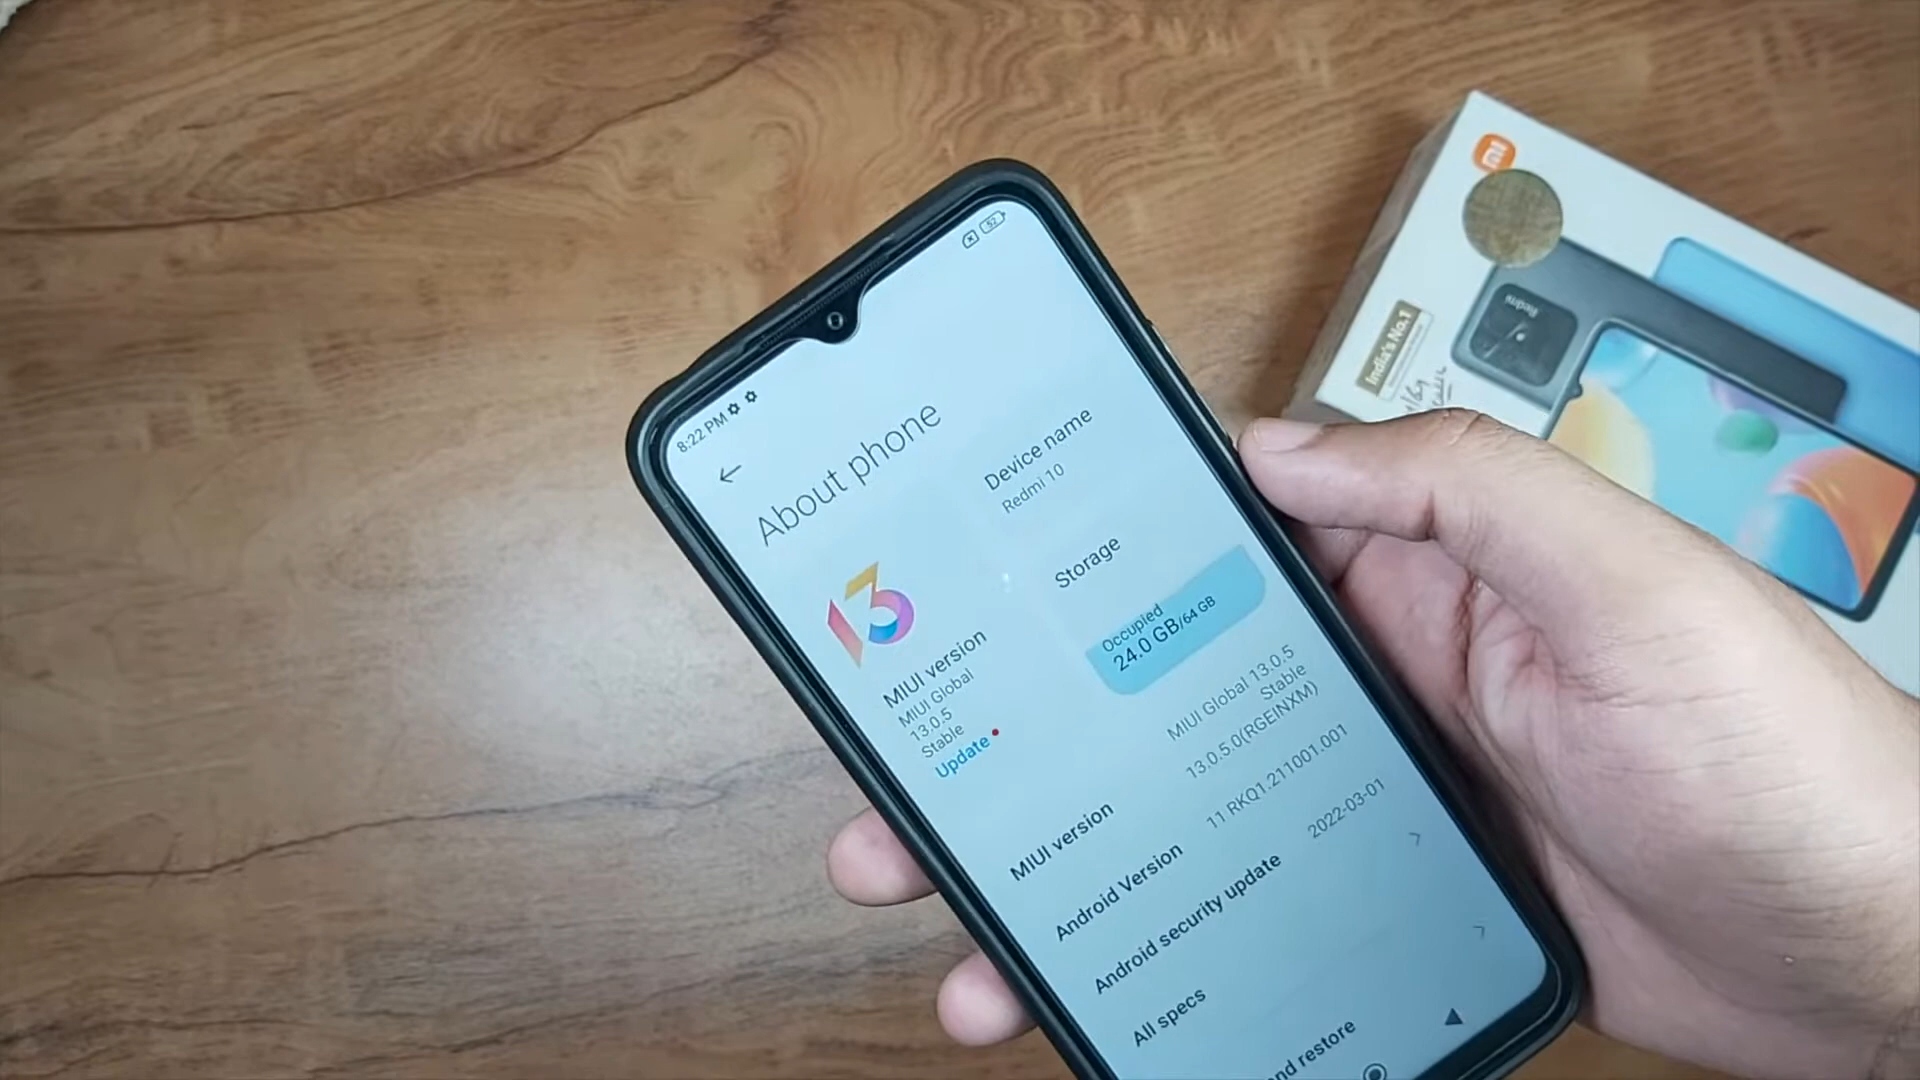 8:22 PM
52
About phone
MIUI version
MIUI Global
13.0.5
Stable
Update
Device name
Redmi 10
Storage
Occupied
24.0 GB/64 GB
MIUI version
MIUI Global 13.0.5
Stable
13.0.5.0(RGEINXM)
Android Version
11 RKQ1.211001.001
Android security update
2022-03-01
All specs
nd restore
mi
India's No.1
Redmi